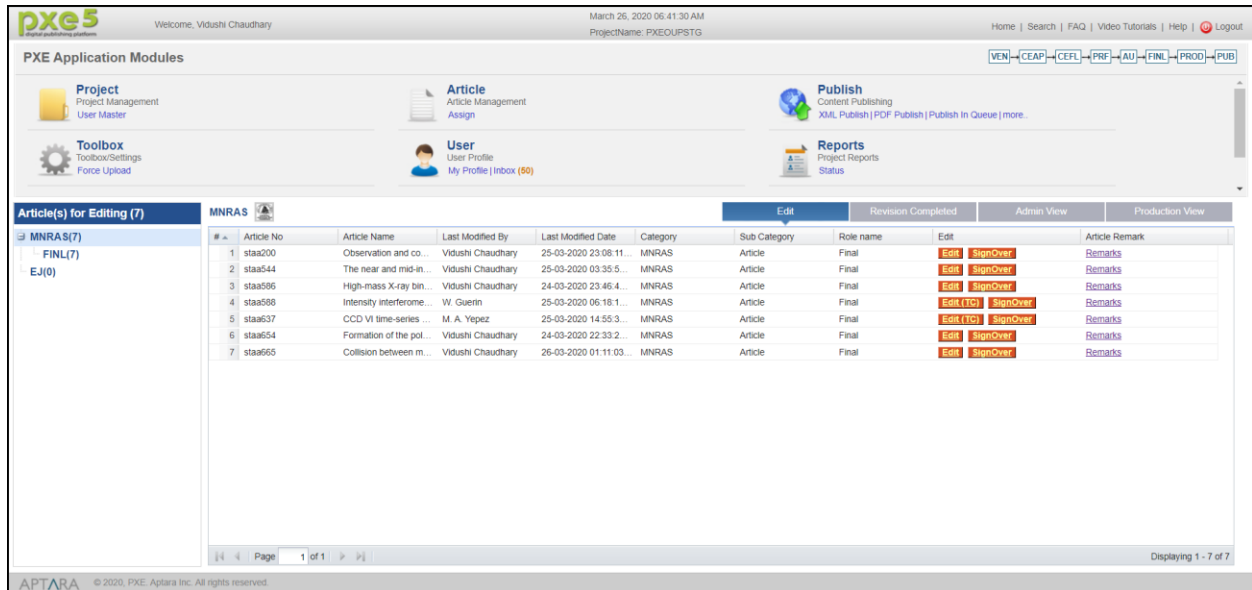 pxe5
digital publishing platform
Welcome, Vidushi Chaudhary
March 26, 2020 06:41:30 AM
ProjectName: PXEOUPSTG
Home | Search | FAQ | Video Tutorials | Help | Logout
PXE Application Modules
VEN CEAP CEFL PRF AU FINL PROD PUB
Project
Project Management
User Master
Article
Article Management
Assign
Publish
Content Publishing
XML Publish | PDF Publish | Publish In Queue | more..
Toolbox
Toolbox/Settings
Force Upload
User
User Profile
My Profile | Inbox (50)
Reports
Project Reports
Status
Article(s) for Editing (7)
MNRAS(7)
FINL(7)
EJ(0)
MNRAS
Edit Revision Completed Admin View Production View
# Article No Article Name Last Modified By Last Modified Date Category Sub Category Role name Edit Article Remark
1 staa200 Observation and co... Vidushi Chaudhary 25-03-2020 23:08:11... MNRAS Article Final Edit SignOver Remarks
2 staa544 The near and mid-in... Vidushi Chaudhary 25-03-2020 03:35:5... MNRAS Article Final Edit SignOver Remarks
3 staa586 High-mass X-ray bin... Vidushi Chaudhary 24-03-2020 23:46:4... MNRAS Article Final Edit SignOver Remarks
4 staa588 Intensity interferome... W. Guerin 25-03-2020 06:18:1... MNRAS Article Final Edit (TC) SignOver Remarks
5 staa637 CCD VI time-series ... M. A. Yepez 25-03-2020 14:55:3... MNRAS Article Final Edit (TC) SignOver Remarks
6 staa654 Formation of the pol... Vidushi Chaudhary 24-03-2020 22:33:2... MNRAS Article Final Edit SignOver Remarks
7 staa665 Collision between m... Vidushi Chaudhary 26-03-2020 01:11:03... MNRAS Article Final Edit SignOver Remarks
Page 1 of 1
Displaying 1 - 7 of 7
APTARA © 2020, PXE. Aptara Inc. All rights reserved.